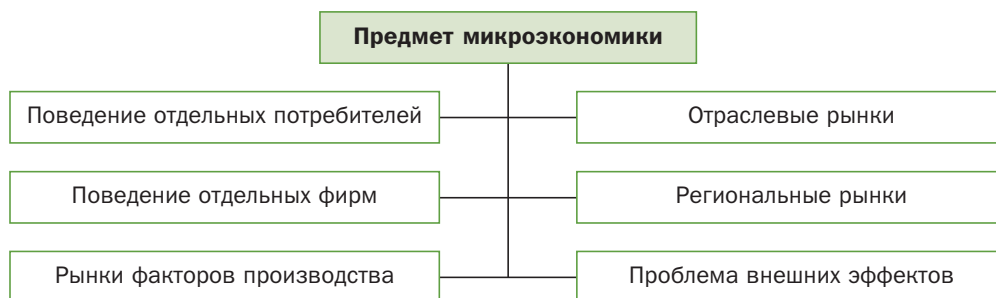 Предмет микроэкономики
Поведение отдельных потребителей
Отраслевые рынки
Поведение отдельных фирм
Региональные рынки
Рынки факторов производства
Проблема внешних эффектов